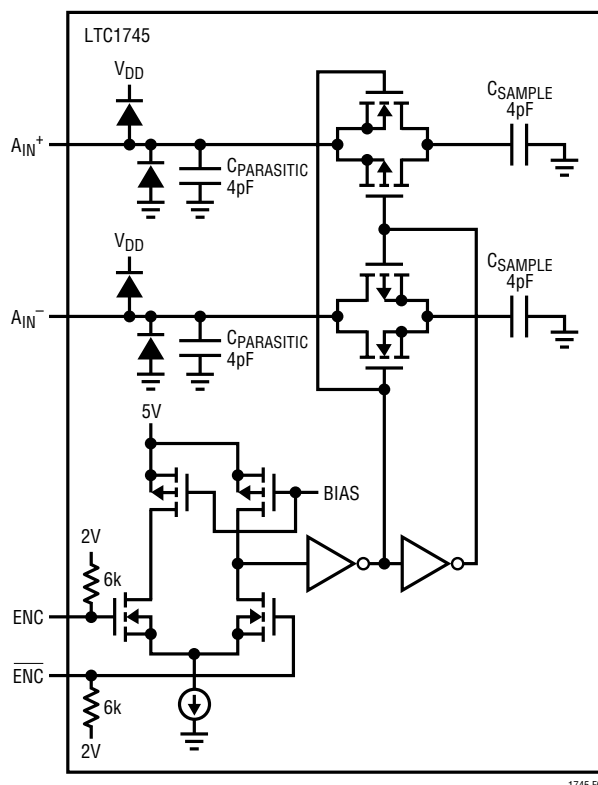 LTC1745
VDD
AIN+
CPARASITIC
4pF
CSAMPLE
4pF
VDD
AIN−
CPARASITIC
4pF
CSAMPLE
4pF
5V
BIAS
2V
6k
ENC
ENC
6k
2V